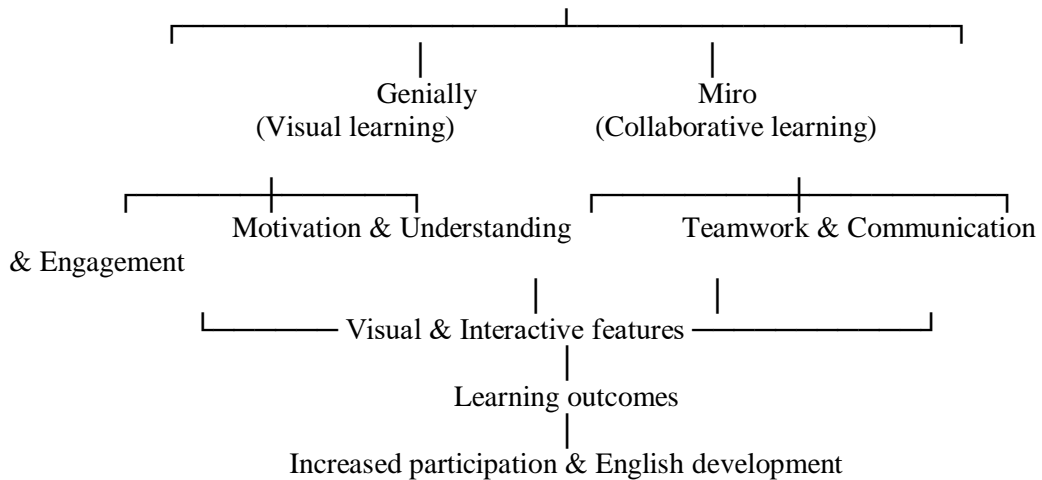 Genially Miro
(Visual learning) (Collaborative learning)
Motivation & Understanding Teamwork & Communication
& Engagement
Visual & Interactive features
Learning outcomes
Increased participation & English development